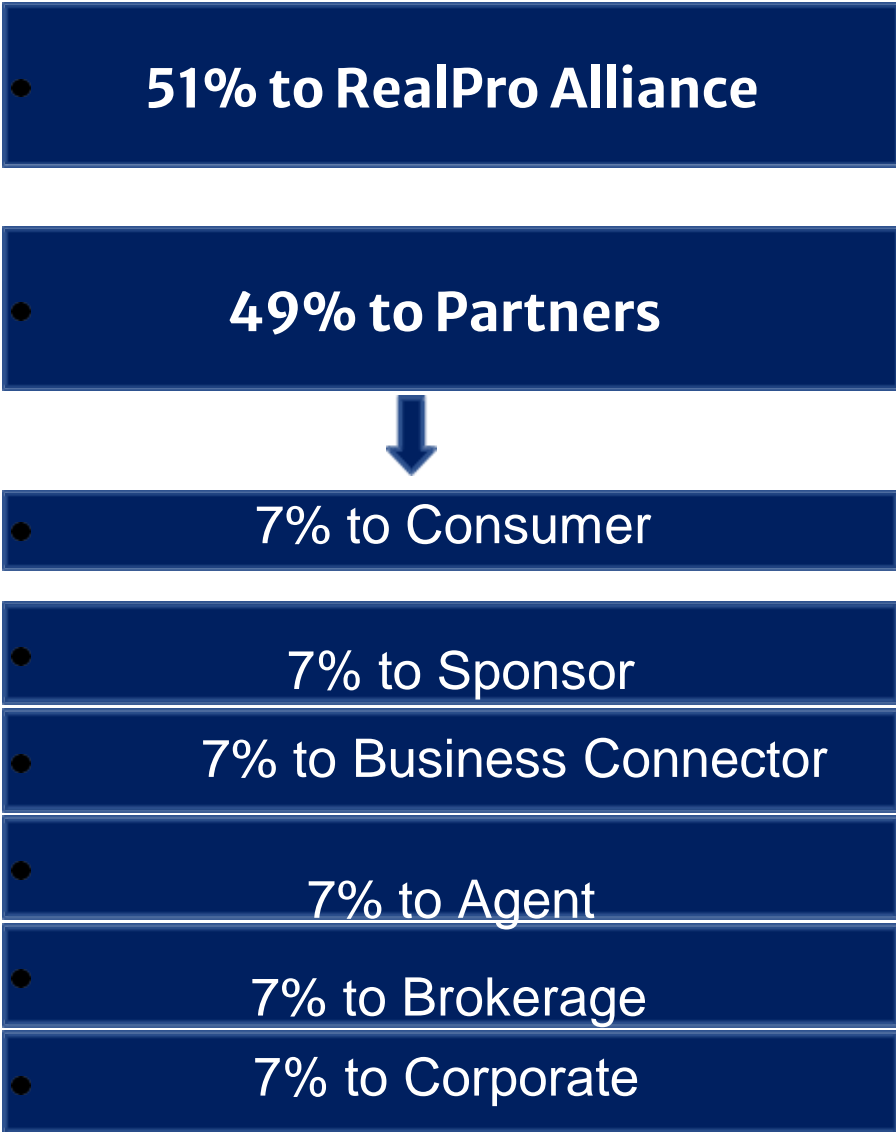 51% to RealPro Alliance
49% to Partners
7% to Consumer
7% to Sponsor
7% to Business Connector
7% to Agent
7% to Brokerage
7% to Corporate